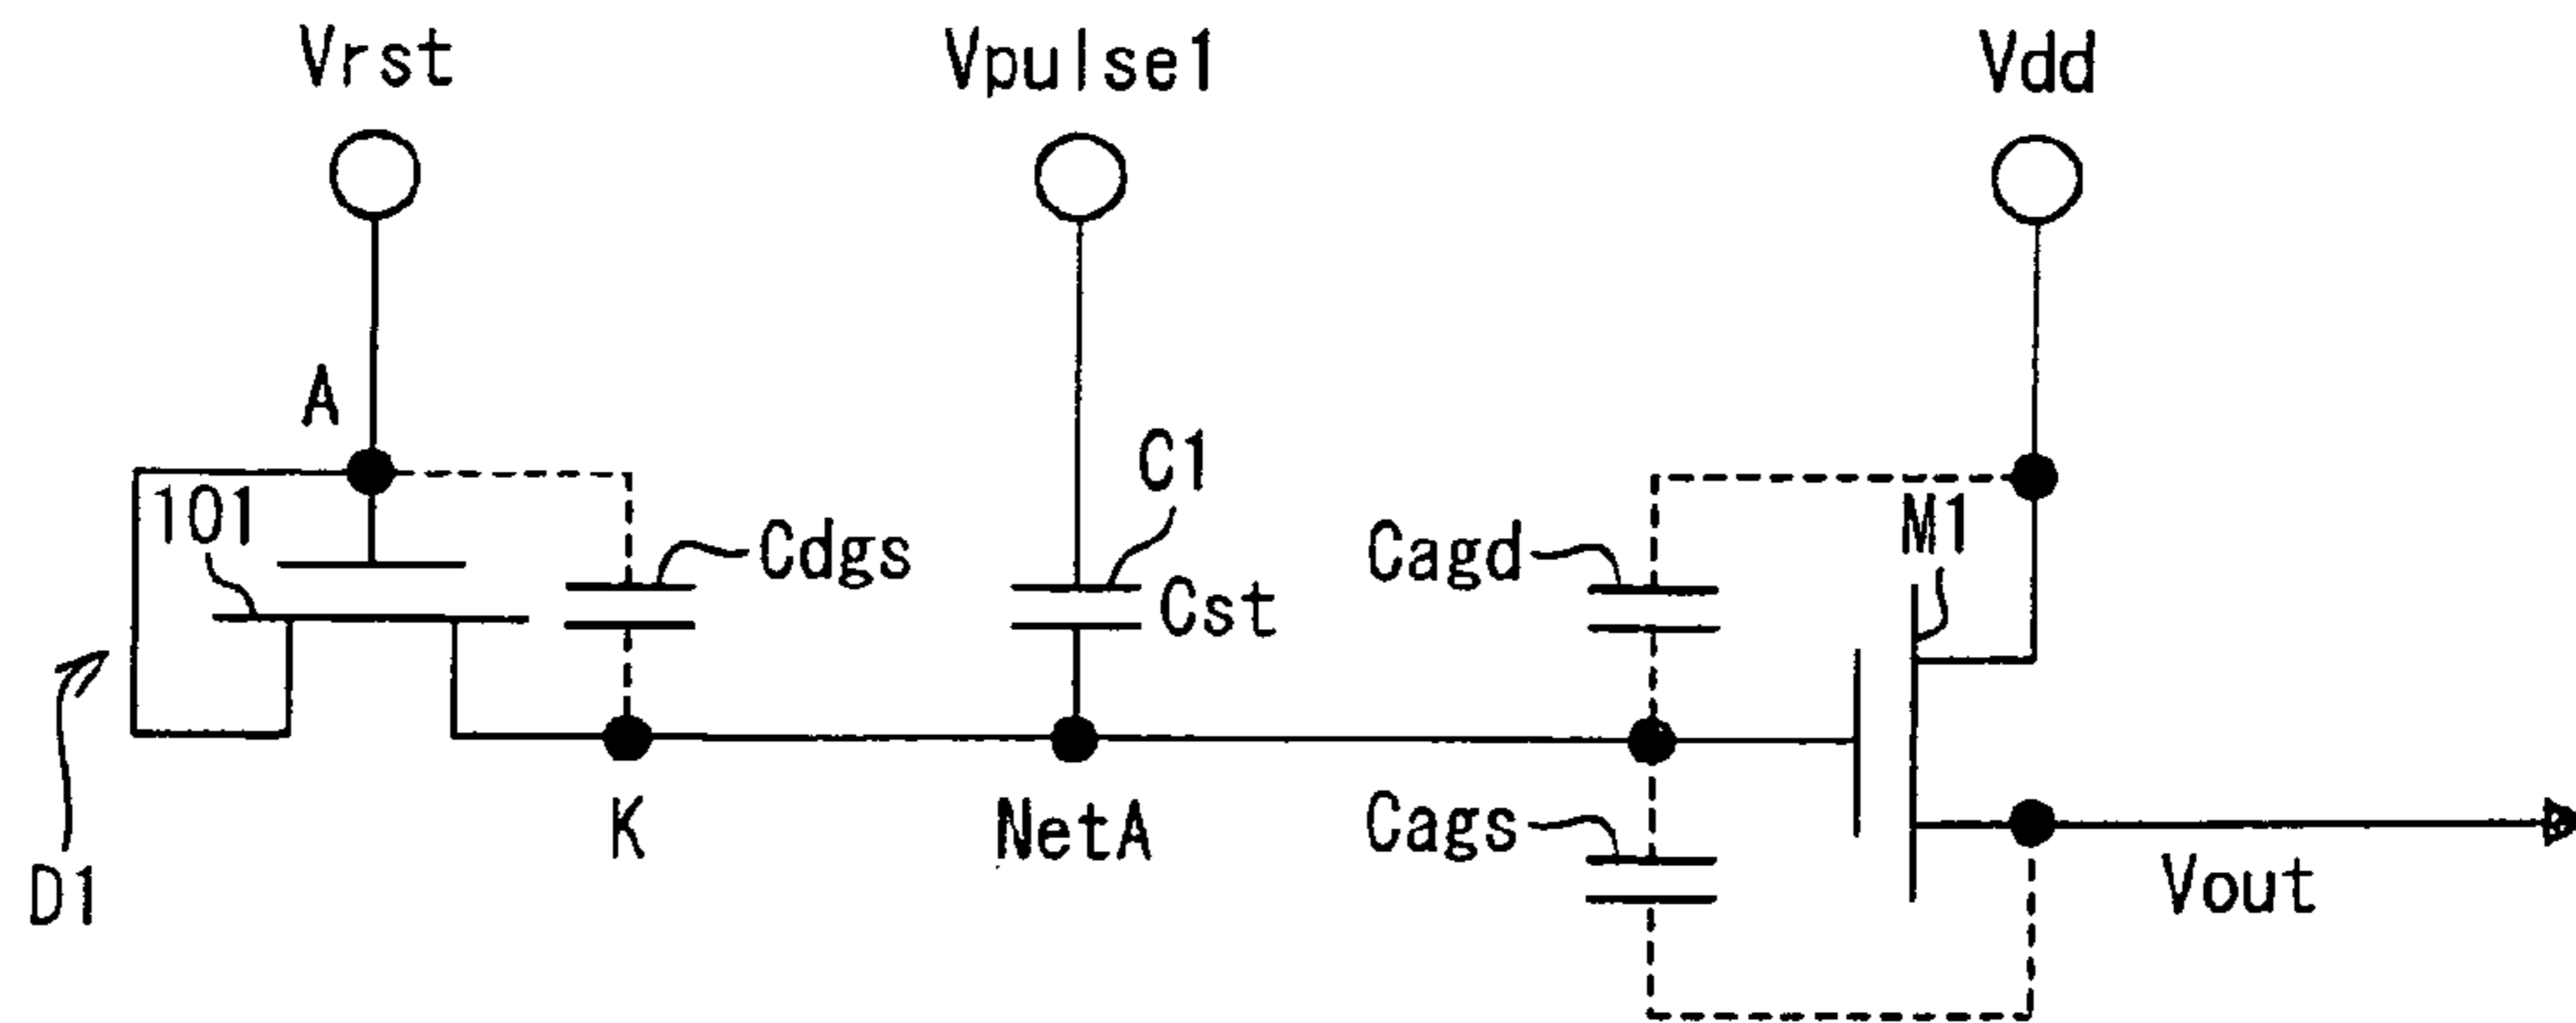 Vrst
Vpulse1
Vdd
A
C1
101
M1
Cdgs
Cagd
Cst
K
NetA
Cags
D1
Vout